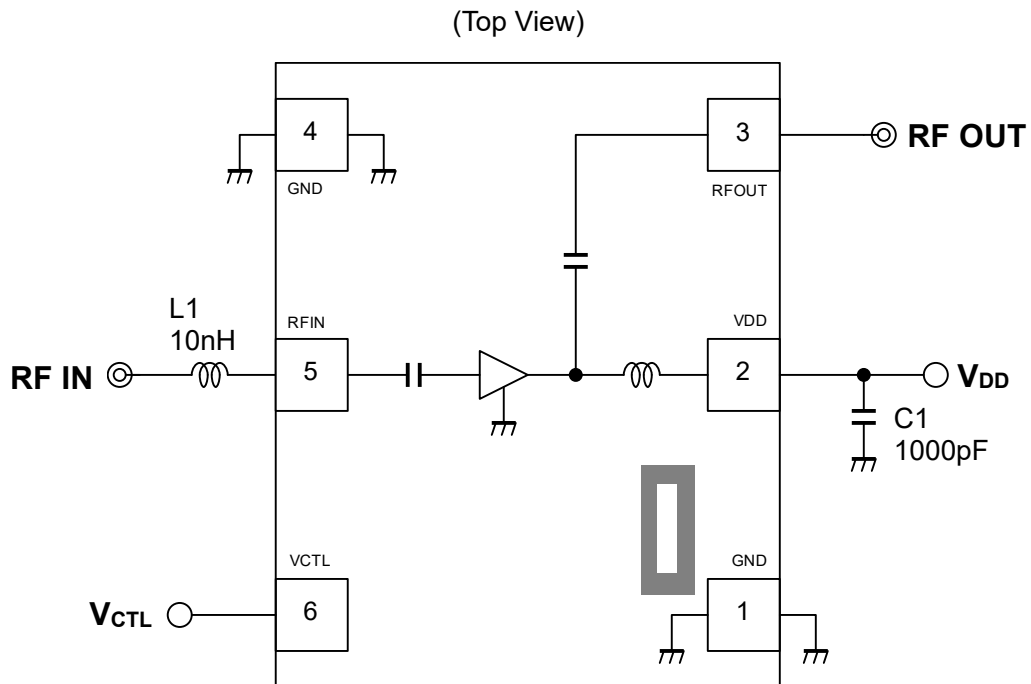 (Top View)
4
GND
3
RFOUT
RF OUT
L1
10nH
RFIN
5
RF IN
VDD
2
VDD
C1
1000pF
VCTL
6
VCTL
GND
1